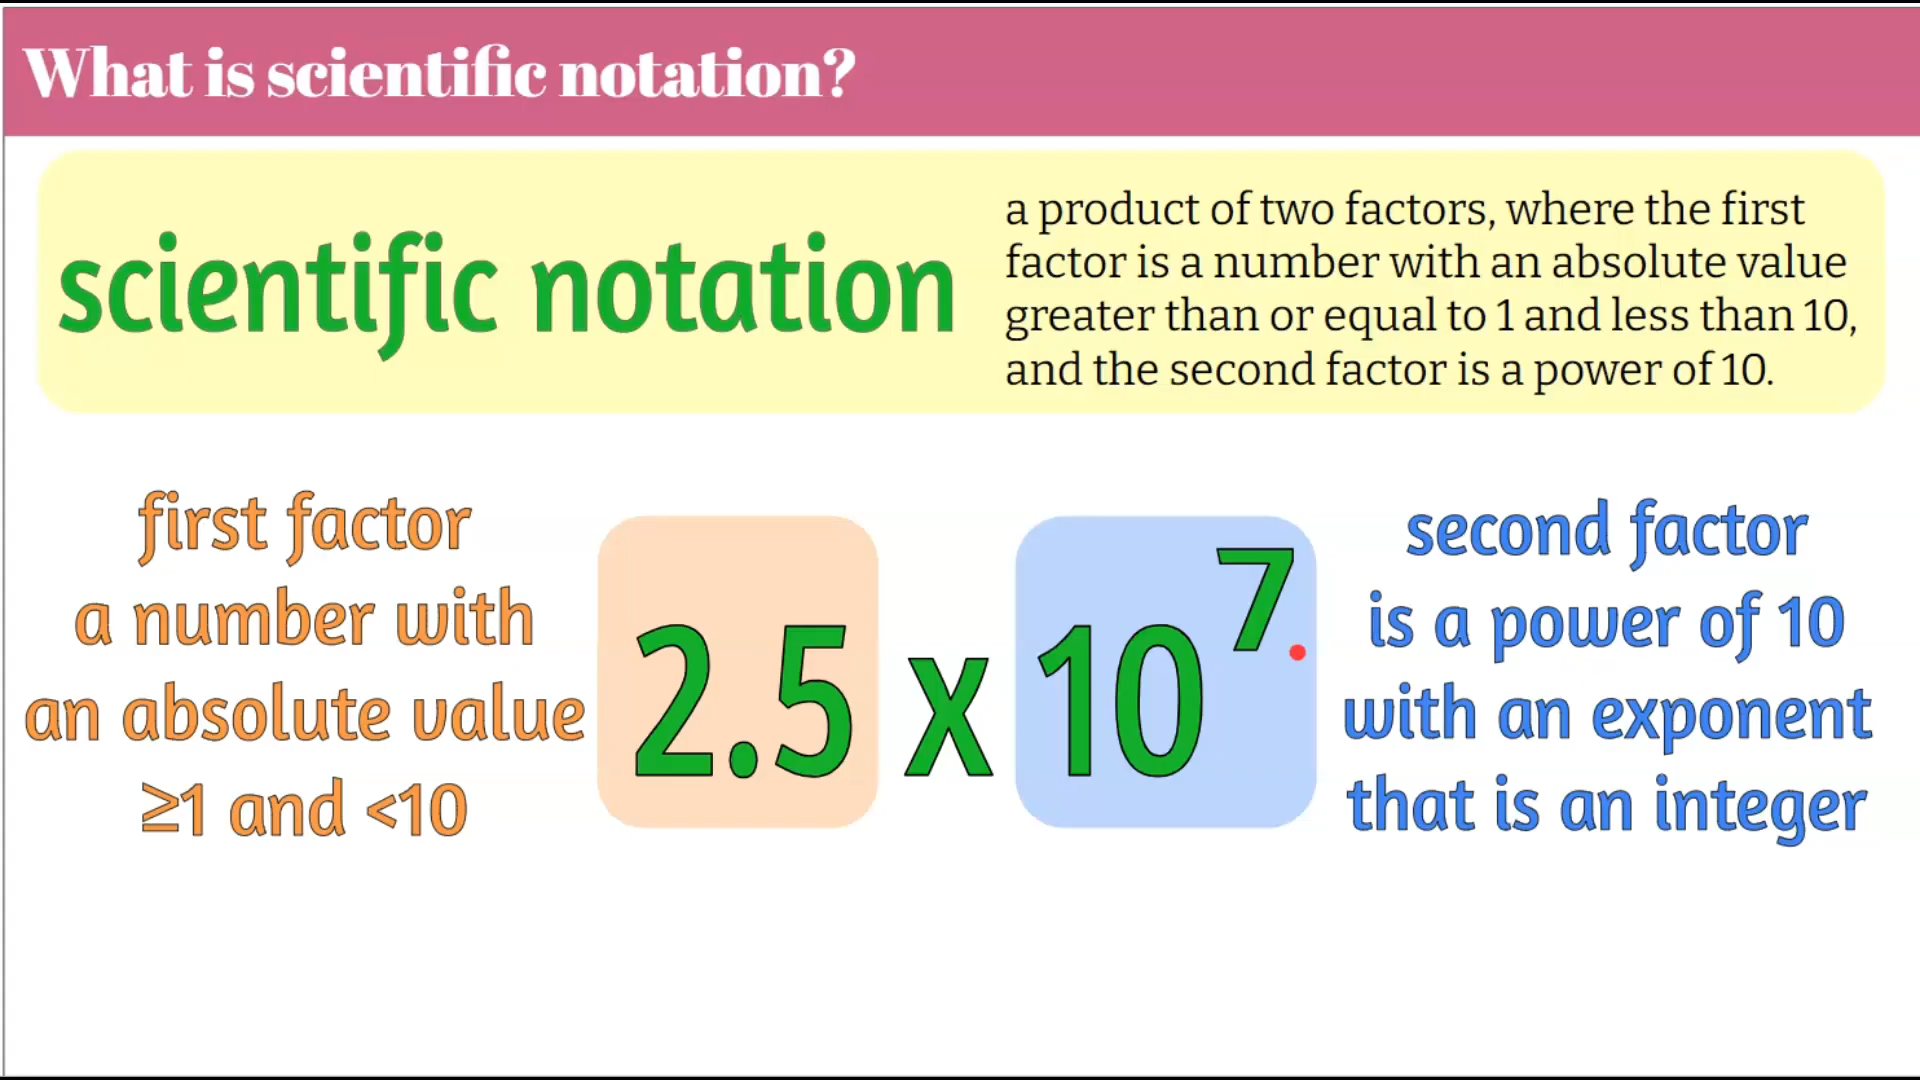 What is scientific notation?
scientific notation
a product of two factors, where the first
factor is a number with an absolute value
greater than or equal to 1 and less than 10,
and the second factor is a power of 10.
first factor
a number with
an absolute value
≥1 and <10
2.5 x 10⁷
second factor
is a power of 10
with an exponent
that is an integer